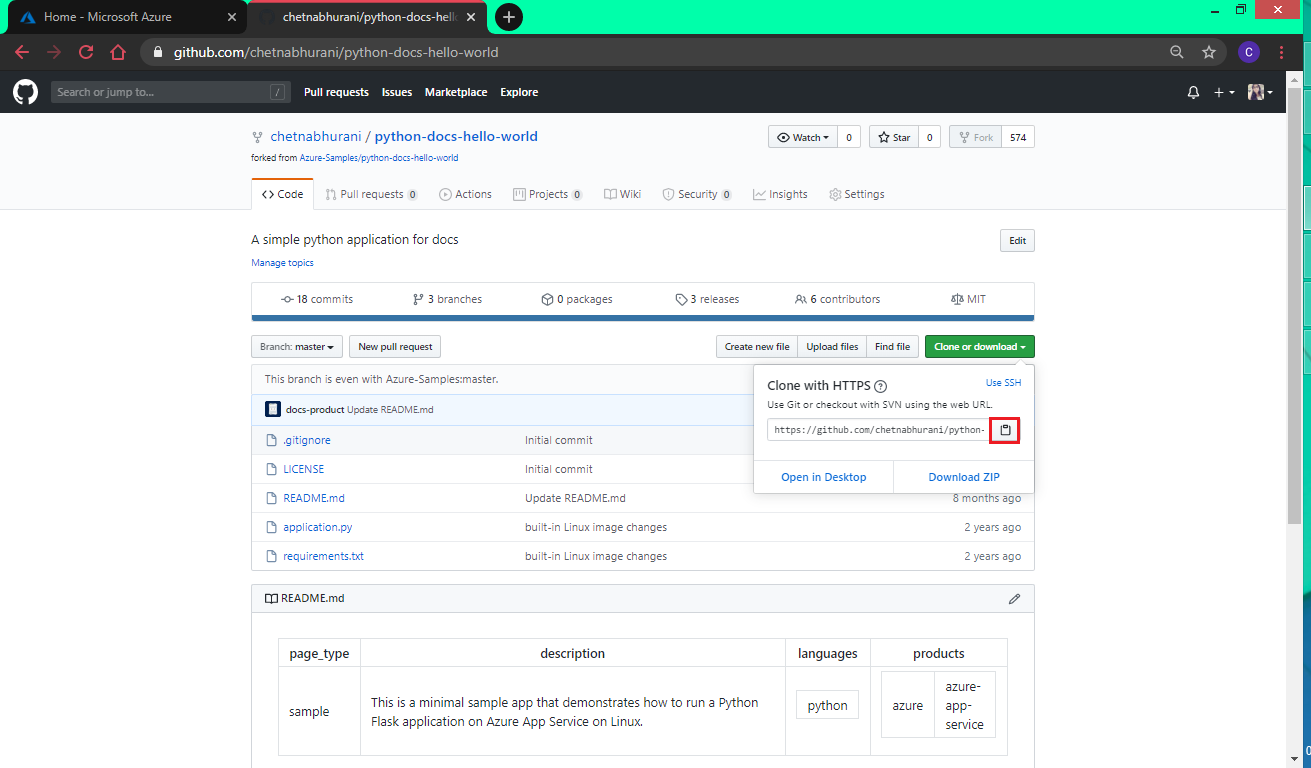 Home - Microsoft Azure
chetnabhurani/python-docs-hell
github.com/chetnabhurani/python-docs-hello-world
C
Search or jump to...
/
Pull requests Issues Marketplace Explore
chetnabhurani / python-docs-hello-world
Watch 0 Star 0 Fork 574
forked from Azure-Samples/python-docs-hello-world
Code Pull requests 0 Actions Projects 0 Wiki Security 0 Insights Settings
A simple python application for docs
Edit
Manage topics
18 commits 3 branches 0 packages 3 releases 6 contributors MIT
Branch: master New pull request Create new file Upload files Find file Clone or download
This branch is even with Azure-Samples:master.
Clone with HTTPS ? Use SSH
Use Git or checkout with SVN using the web URL.
https://github.com/chetnabhurani/python-
Open in Desktop Download ZIP
docs-product Update README.md
.gitignore Initial commit
LICENSE Initial commit
README.md Update README.md 8 months ago
application.py built-in Linux image changes 2 years ago
requirements.txt built-in Linux image changes 2 years ago
README.md
page_type description languages products
sample
This is a minimal sample app that demonstrates how to run a Python
Flask application on Azure App Service on Linux.
python
azure
azure-
app-
service